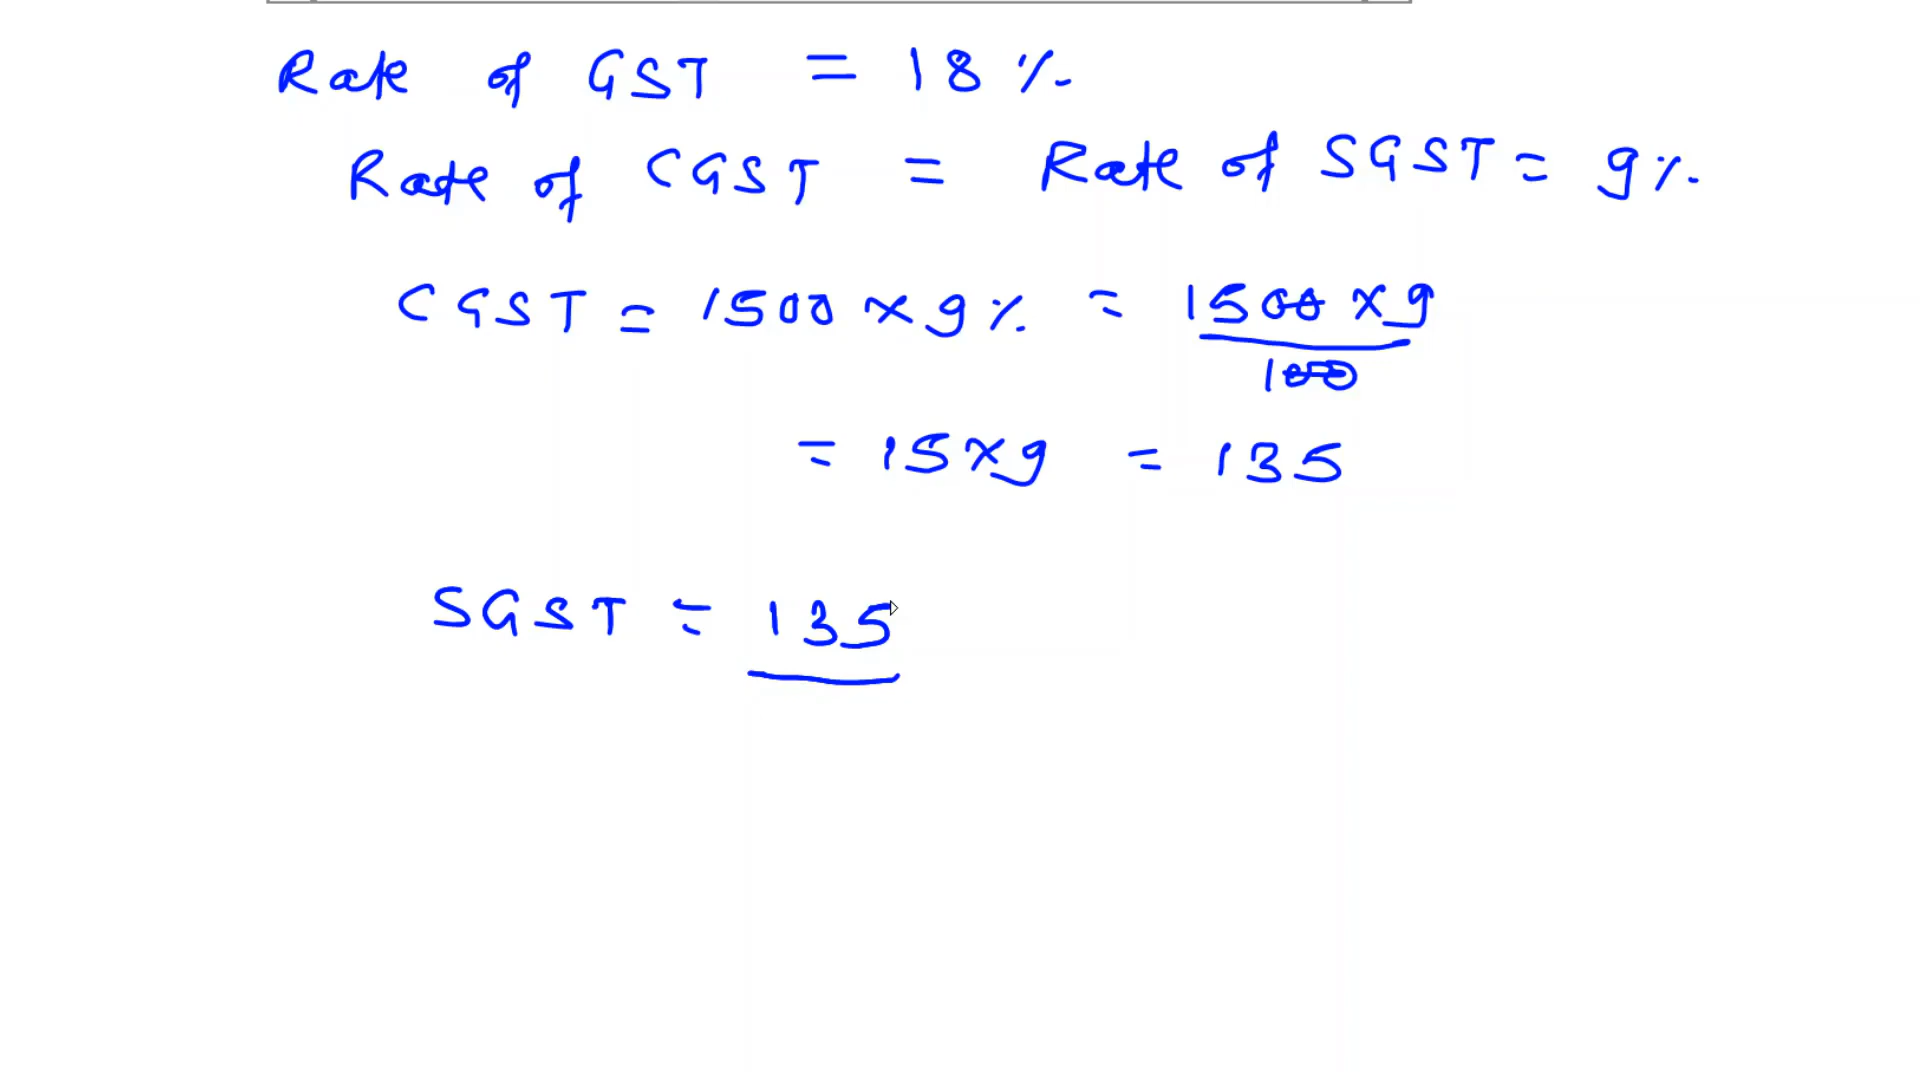 Rate of GST = 18 %
Rate of CGST = Rate of SGST = 9%
CGST = 1500 × 9% = 1500 × 9
100
= 15×9 = 135
SGST = 135